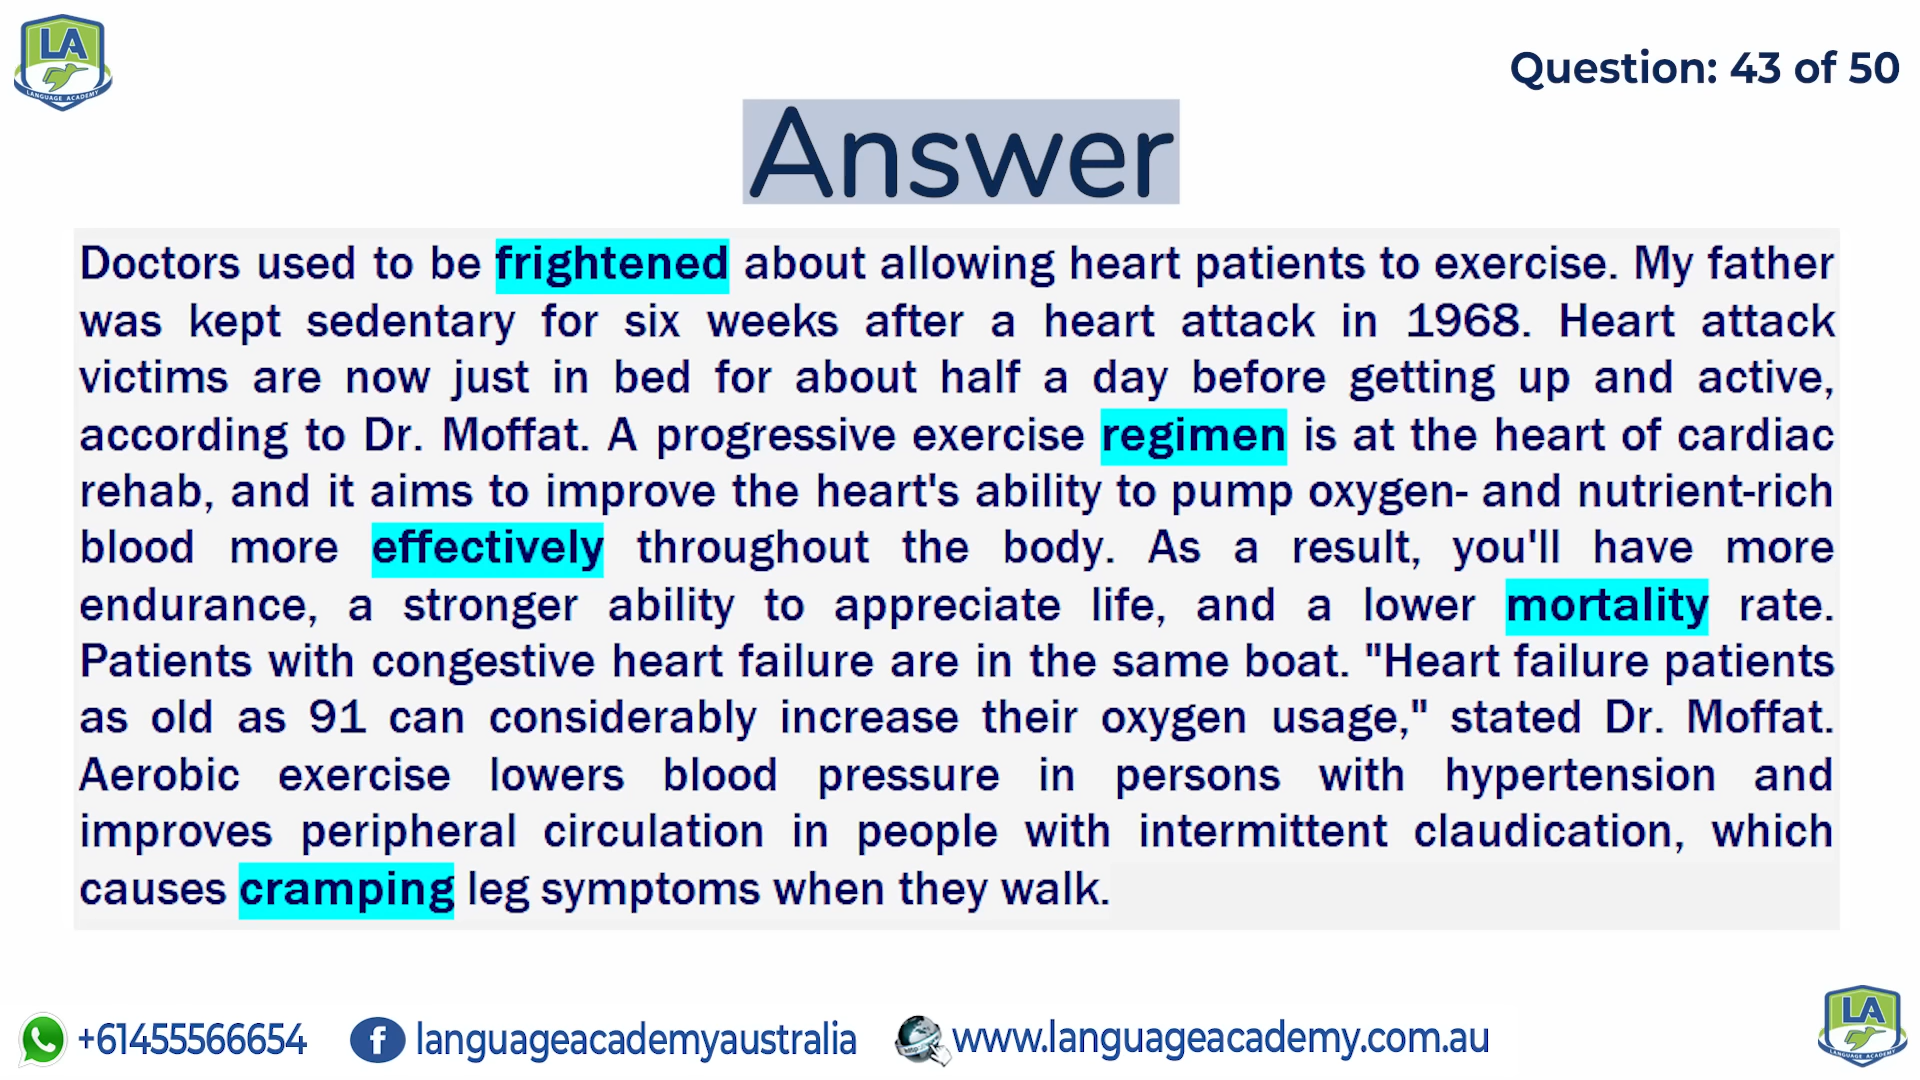 LA
LANGUAGE ACADEMY
Question: 43 of 50
Answer
Doctors used to be frightened about allowing heart patients to exercise. My father
was kept sedentary for six weeks after a heart attack in 1968. Heart attack
victims are now just in bed for about half a day before getting up and active,
according to Dr. Moffat. A progressive exercise regimen is at the heart of cardiac
rehab, and it aims to improve the heart's ability to pump oxygen- and nutrient-rich
blood more effectively throughout the body. As a result, you'll have more
endurance, a stronger ability to appreciate life, and a lower mortality rate.
Patients with congestive heart failure are in the same boat. "Heart failure patients
as old as 91 can considerably increase their oxygen usage," stated Dr. Moffat.
Aerobic exercise lowers blood pressure in persons with hypertension and
improves peripheral circulation in people with intermittent claudication, which
causes cramping leg symptoms when they walk.
+61455566654
f languageacademyaustralia
http:// www.languageacademy.com.au
LA
LANGUAGE ACADEMY